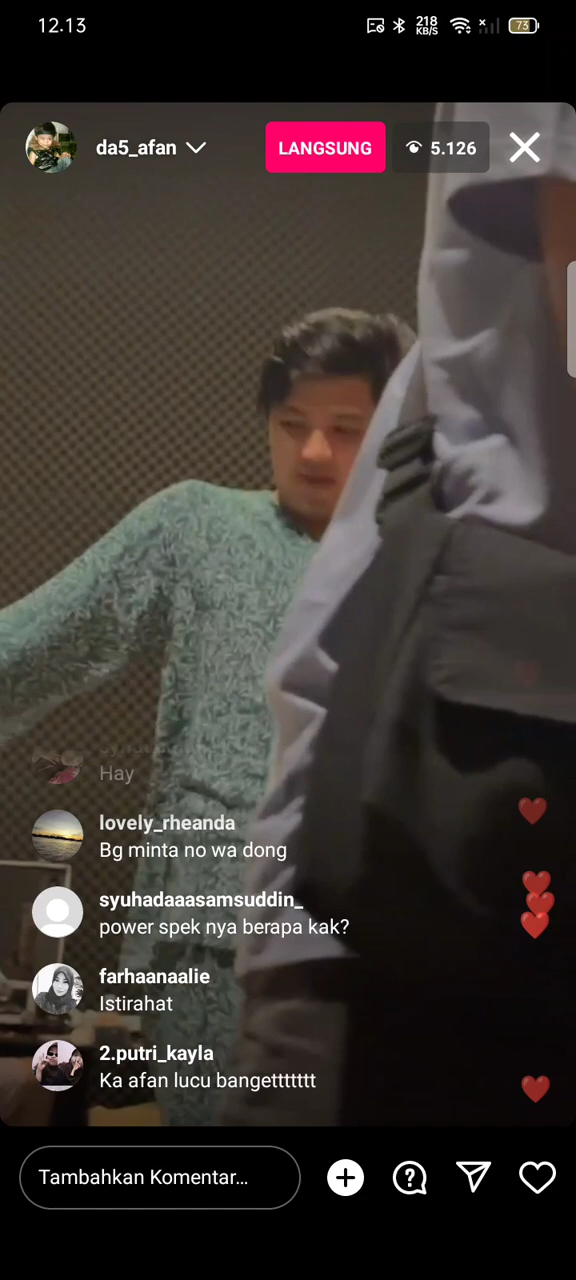 12.13
218
KB/S
73
da5_afan
LANGSUNG
5.126
Hay
lovely_rheanda
Bg minta no wa dong
syuhadaaasamsuddin_
power spek nya berapa kak?
farhaanaalie
Istirahat
2.putri_kayla
Ka afan lucu bangettttttt
Tambahkan Komentar...